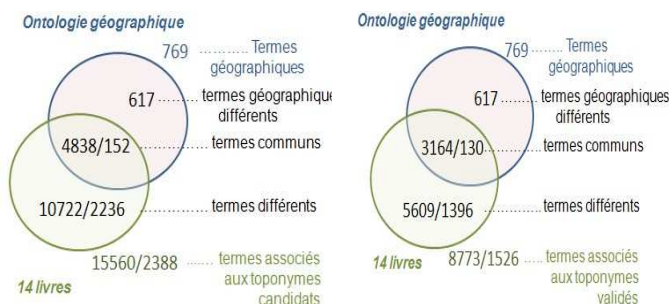 Ontologie géographique
769 ........... Termes
géographiques
617 ........ termes géographique
différents
4838/152 ........ termes communs
10722/2236 ........... termes différents
15560/2388 ...... termes associés
aux toponymes
candidats
14 livres
Ontologie géographique
769 ....... Termes
géographiques
617 ........ termes géographiques
différents
3164/130 ........ termes communs
5609/1396 ........... termes différents
14 livres 8773/1526 ..... termes associés
aux toponymes
validés